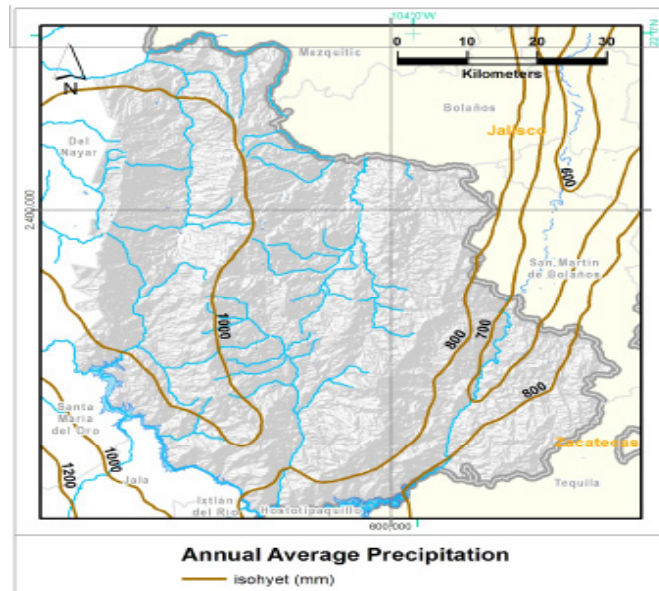 104°0'W
22°N
Mezquitic
0 10 20 30
Kilometers
N
Bolaños
Jalisco
Del
Nayar
600
2,400,000
San Martin
de Bolaños
1000
800
700
800
Santa
Maria
del Oro
1000
1200
Jala
Zacatecas
Tequila
Ixtlán
del Rio
Hostotipaquillo
600,000
Annual Average Precipitation
isohyet (mm)